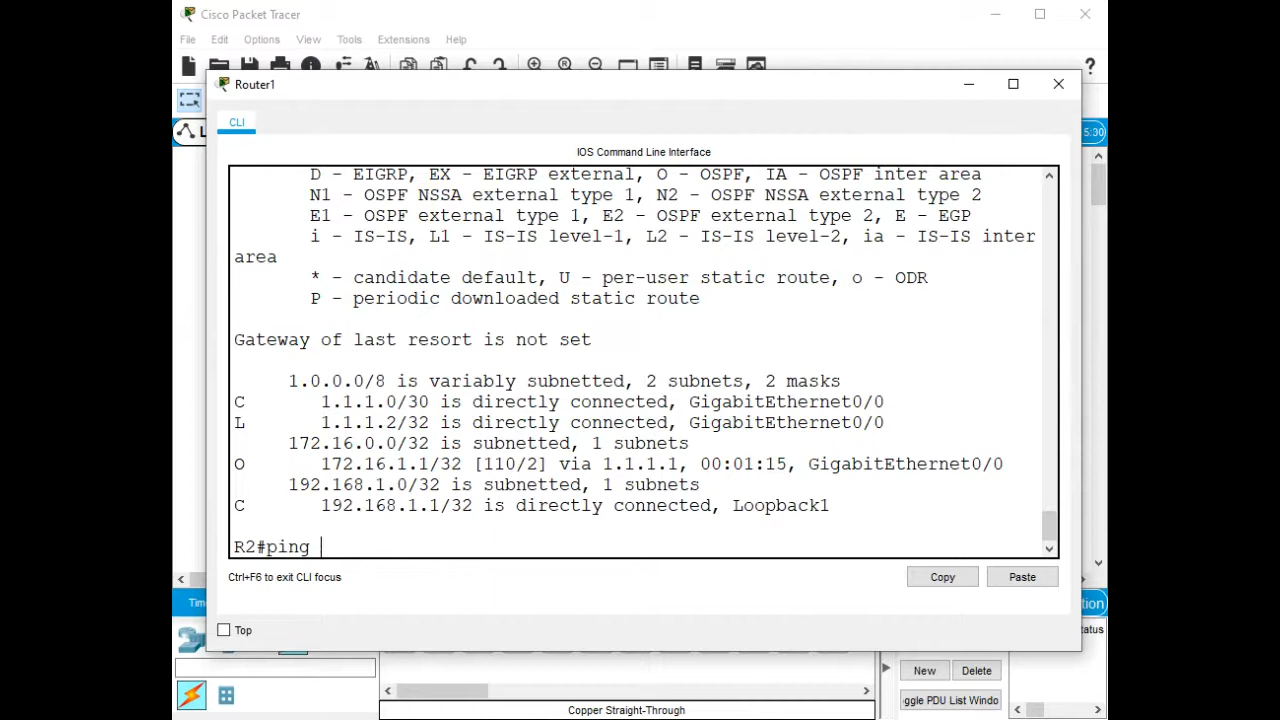 Cisco Packet Tracer
File Edit Options View Tools Extensions Help
Router1
CLI
IOS Command Line Interface
D - EIGRP, EX - EIGRP external, O - OSPF, IA - OSPF inter area
N1 - OSPF NSSA external type 1, N2 - OSPF NSSA external type 2
E1 - OSPF external type 1, E2 - OSPF external type 2, E - EGP
i - IS-IS, L1 - IS-IS level-1, L2 - IS-IS level-2, ia - IS-IS inter
area
* - candidate default, U - per-user static route, o - ODR
P - periodic downloaded static route
Gateway of last resort is not set
1.0.0.0/8 is variably subnetted, 2 subnets, 2 masks
C 1.1.1.0/30 is directly connected, GigabitEthernet0/0
L 1.1.1.2/32 is directly connected, GigabitEthernet0/0
172.16.0.0/32 is subnetted, 1 subnets
O 172.16.1.1/32 [110/2] via 1.1.1.1, 00:01:15, GigabitEthernet0/0
192.168.1.0/32 is subnetted, 1 subnets
C 192.168.1.1/32 is directly connected, Loopback1
R2#ping
Ctrl+F6 to exit CLI focus
Copy Paste
Top
L
5:30
Tim
tion
tatus
New Delete
ggle PDU List Windo
Copper Straight-Through